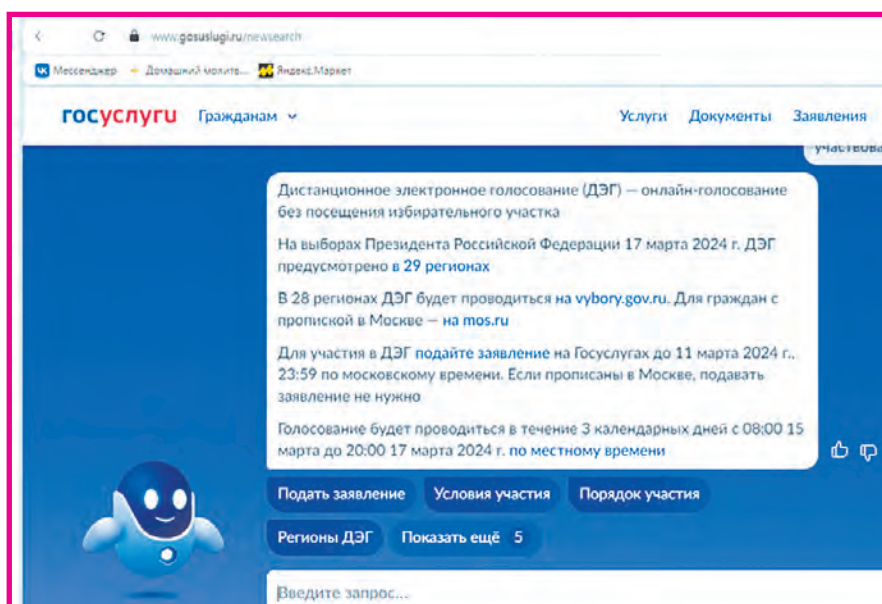 www.gosuslugi.ru/newsearch
Мессенджер Домашний молитв... Яндекс.Маркет
госуслуги Гражданам Услуги Документы Заявления
участвова
Дистанционное электронное голосование (ДЭГ) — онлайн-голосование
без посещения избирательного участка
На выборах Президента Российской Федерации 17 марта 2024 г. ДЭГ
предусмотрено в 29 регионах
В 28 регионах ДЭГ будет проводиться на vybory.gov.ru. Для граждан с
пропиской в Москве — на mos.ru
Для участия в ДЭГ подайте заявление на Госуслугах до 11 марта 2024 г.,
23:59 по московскому времени. Если прописаны в Москве, подавать
заявление не нужно
Голосование будет проводиться в течение 3 календарных дней с 08:00 15
марта до 20:00 17 марта 2024 г. по местному времени
Подать заявление Условия участия Порядок участия
Регионы ДЭГ Показать ещё 5
Введите запрос...